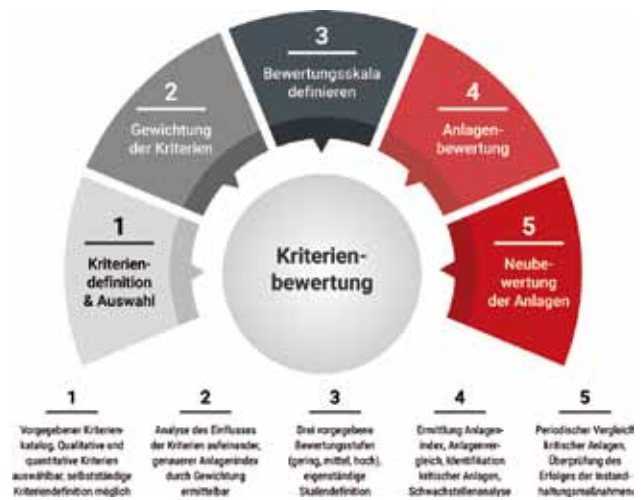 3
Bewertungsskala
definieren
2
Gewichtung
der Kriterien
4
Anlagen-
bewertung
1
Kriterien-
definition
& Auswahl
Kriterien-
bewertung
5
Neube-
wertung
der Anlagen
1
Vorgegebener Kriterien-
katalog, Qualitative und
quantitative Kriterien
auswählbar, selbstständige
Kriteriendefinition möglich
2
Analyse des Einflusses
der Kriterien aufeinander,
genauerer Anlagenindex
durch Gewichtung
ermittelbar
3
Drei vorgegebene
Bewertungsstufen
(gering, mittel, hoch),
eigenständige
Skalendefinition
4
Ermittlung Anlagen-
index, Anlagenver-
gleich, Identifikation
kritischer Anlagen,
Schwachstellenanalyse
5
Periodischer Vergleich
kritischer Anlagen,
Überprüfung des
Erfolges der Instand-
haltungsmaßnahmen